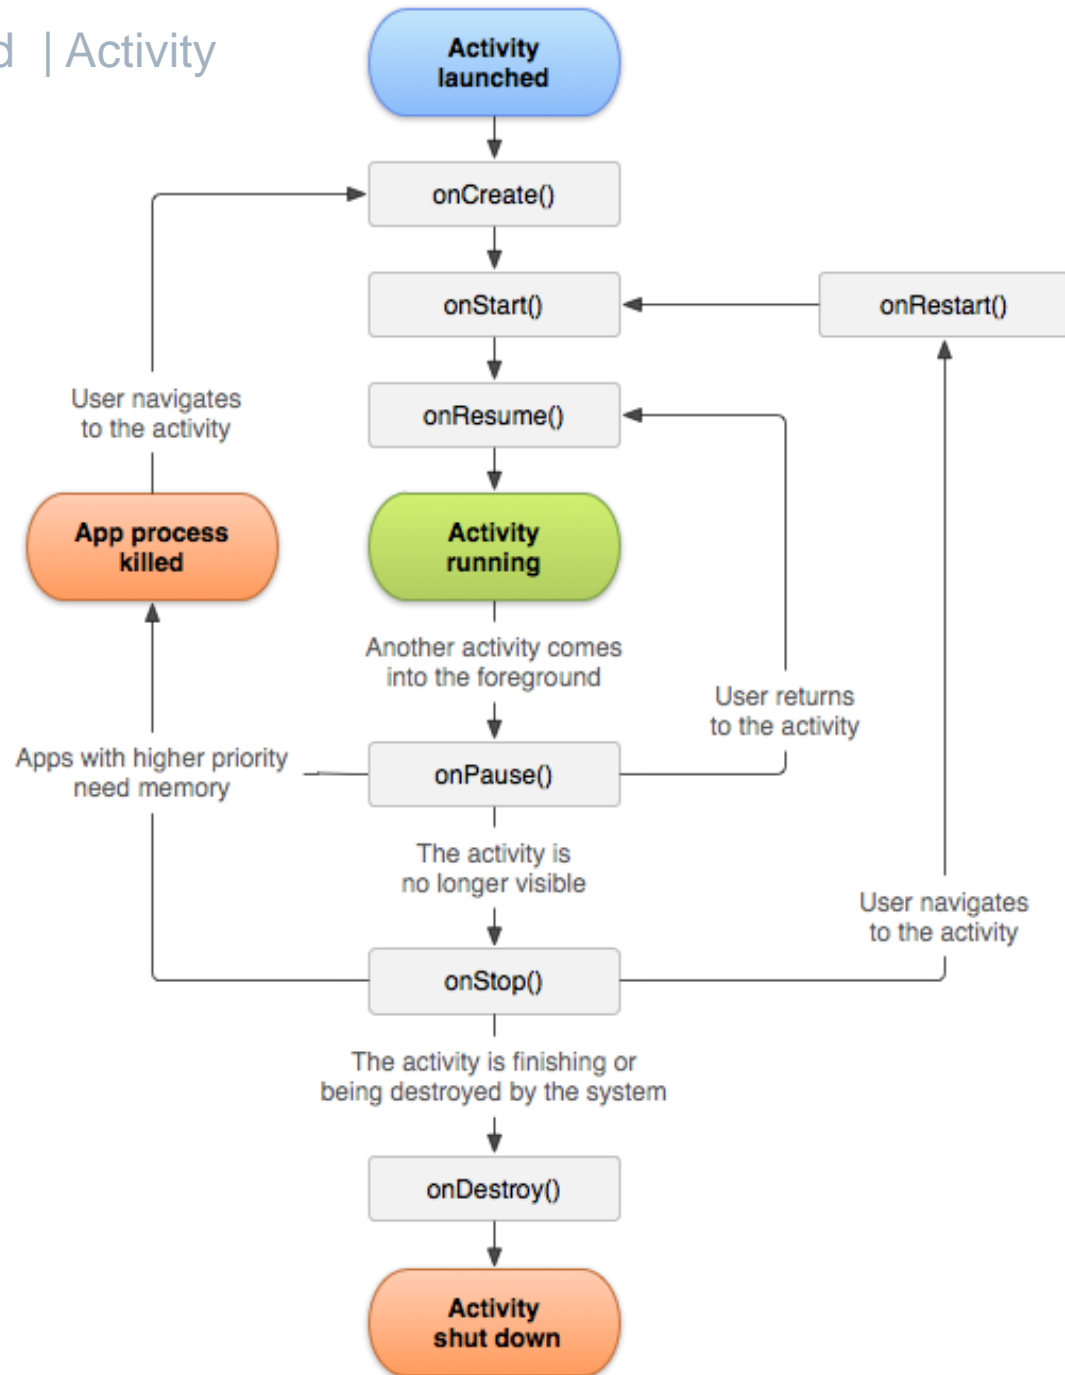 d | Activity
Activity
launched
onCreate()
onStart()
onRestart()
onResume()
User navigates
to the activity
App process
killed
Activity
running
Another activity comes
into the foreground
User returns
to the activity
Apps with higher priority
need memory
onPause()
The activity is
no longer visible
User navigates
to the activity
onStop()
The activity is finishing or
being destroyed by the system
onDestroy()
Activity
shut down